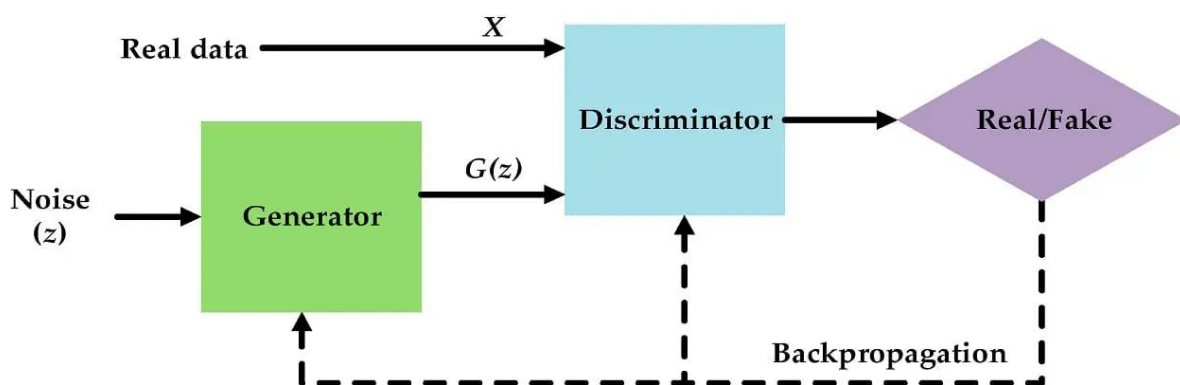 X
Real data
Discriminator
Real/Fake
G(z)
Noise
(z)
Generator
Backpropagation